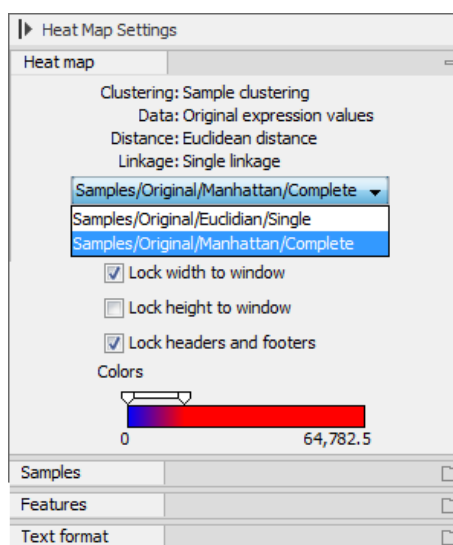 Heat Map Settings
Heat map
Clustering: Sample clustering
Data: Original expression values
Distance: Euclidean distance
Linkage: Single linkage
Samples/Original/Manhattan/Complete
Samples/Original/Euclidian/Single
Samples/Original/Manhattan/Complete
Lock width to window
Lock height to window
Lock headers and footers
Colors
0 64,782.5
Samples
Features
Text format